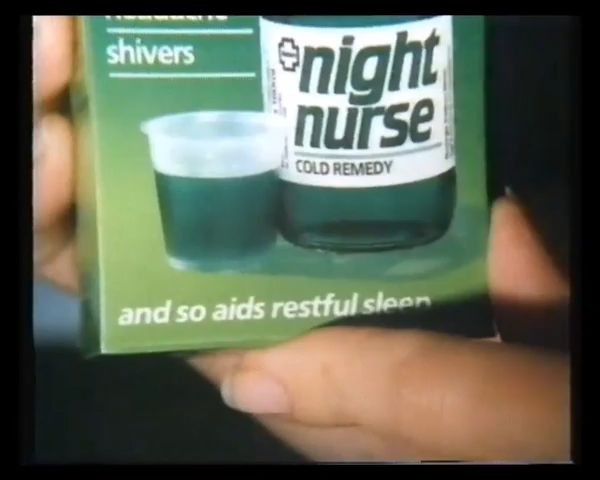 shivers
night
nurse
COLD REMEDY
and so aids restful sleep